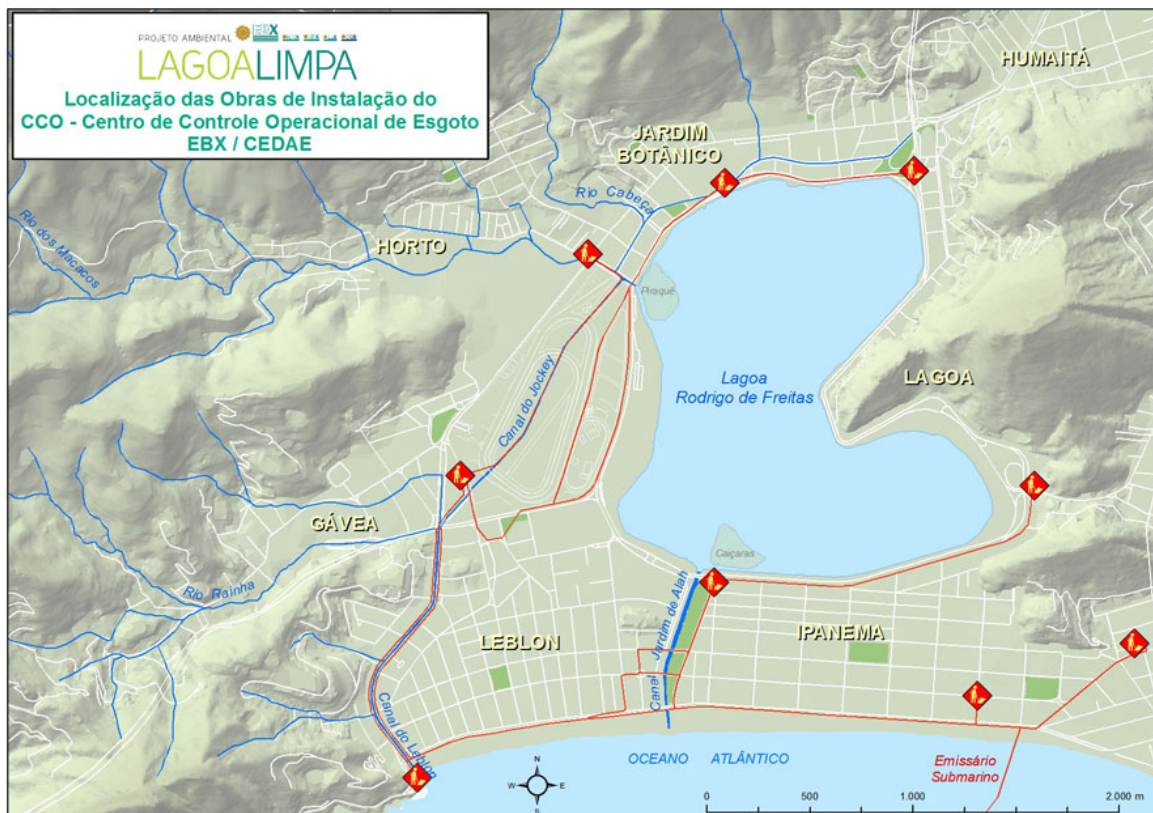 PROJETO AMBIENTAL EBX
LAGOALIMPA
Localização das Obras de Instalação do
CCO - Centro de Controle Operacional de Esgoto
EBX / CEDAE
HUMAITÁ
JARDIM
BOTÂNICO
Rio Cabeça
HORTO
Rio dos Macacos
Piraquê
Lagoa
Rodrigo de Freitas
LAGOA
Canal do Jockey
GÁVEA
Rio Rainha
Caiçaras
Canal Jardim de Alah
LEBLON
IPANEMA
Canal do Leblon
OCEANO ATLÂNTICO
Emissário
Submarino
N
W E
S
0 500 1.000 2.000 m